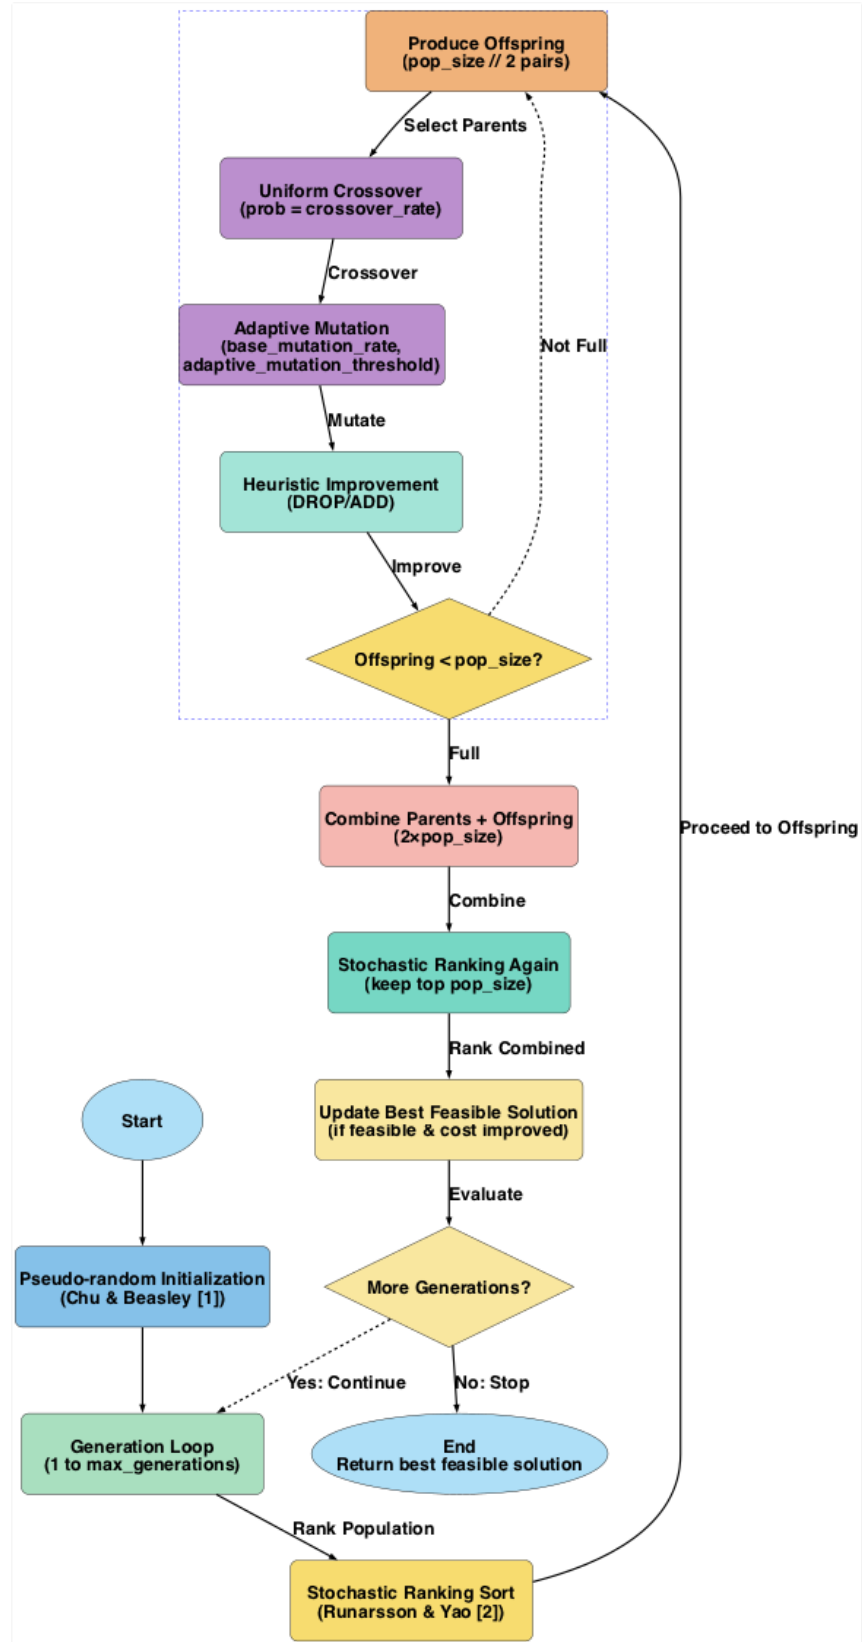 Produce Offspring
(pop_size // 2 pairs)
Select Parents
Uniform Crossover
(prob = crossover_rate)
Crossover
Adaptive Mutation
(base_mutation_rate,
adaptive_mutation_threshold)
Not Full
Mutate
Heuristic Improvement
(DROP/ADD)
Improve
Offspring < pop_size?
Full
Combine Parents + Offspring
(2×pop_size)
Proceed to Offspring
Combine
Stochastic Ranking Again
(keep top pop_size)
Rank Combined
Start
Update Best Feasible Solution
(if feasible & cost improved)
Evaluate
Pseudo-random Initialization
(Chu & Beasley [1])
More Generations?
Yes: Continue
No: Stop
Generation Loop
(1 to max_generations)
End
Return best feasible solution
Rank Population
Stochastic Ranking Sort
(Runarsson & Yao [2])